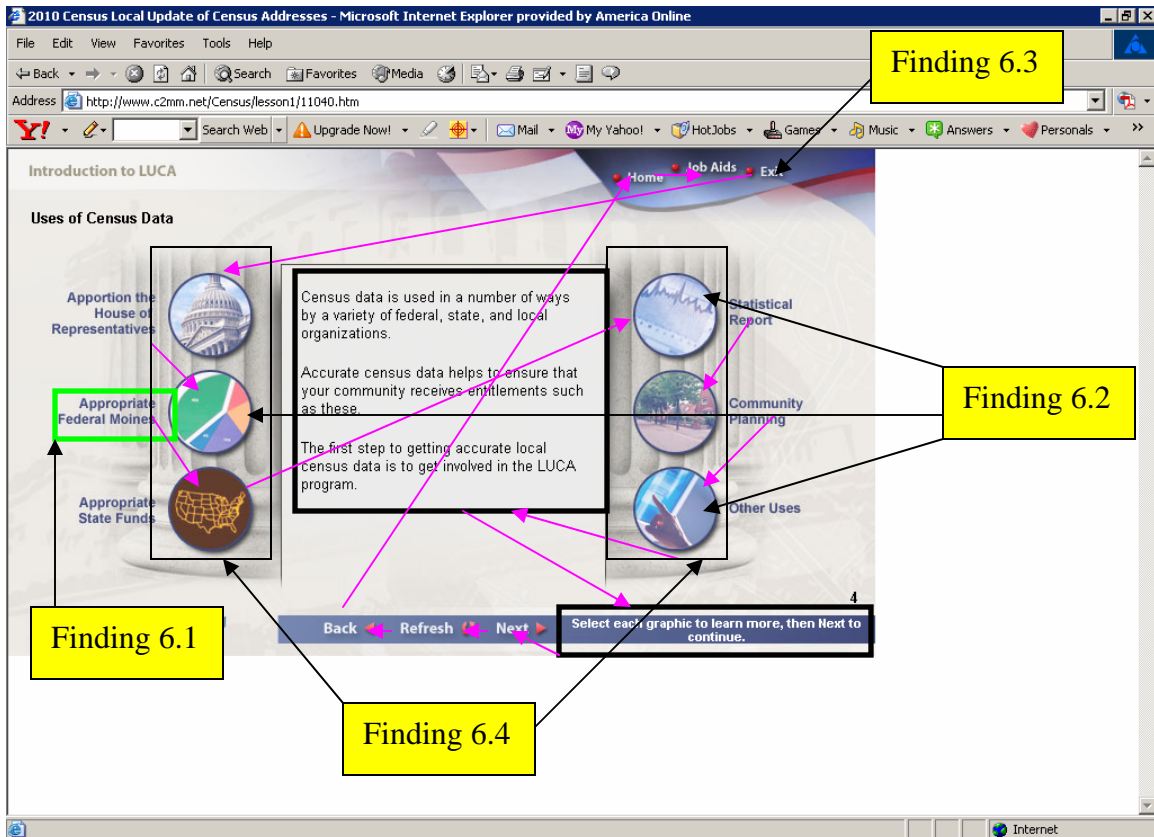 2010 Census Local Update of Census Addresses - Microsoft Internet Explorer provided by America Online
File Edit View Favorites Tools Help
Back Search Favorites Media
Address http://www.c2mm.net/Census/lesson1/11040.htm
Y! Search Web Upgrade Now! Mail My Yahoo! HotJobs Games Music Answers Personals »
Finding 6.3
Introduction to LUCA
Home Job Aids Exit
Uses of Census Data
Apportion the
House of
Representatives
Appropriate
Federal Moines
Appropriate
State Funds
Census data is used in a number of ways
by a variety of federal, state, and local
organizations.
Accurate census data helps to ensure that
your community receives entitlements such
as these.
The first step to getting accurate local
census data is to get involved in the LUCA
program.
Statistical
Report
Community
Planning
Other Uses
Finding 6.2
4
Finding 6.1
Back Refresh Next
Select each graphic to learn more, then Next to
continue.
Finding 6.4
Internet